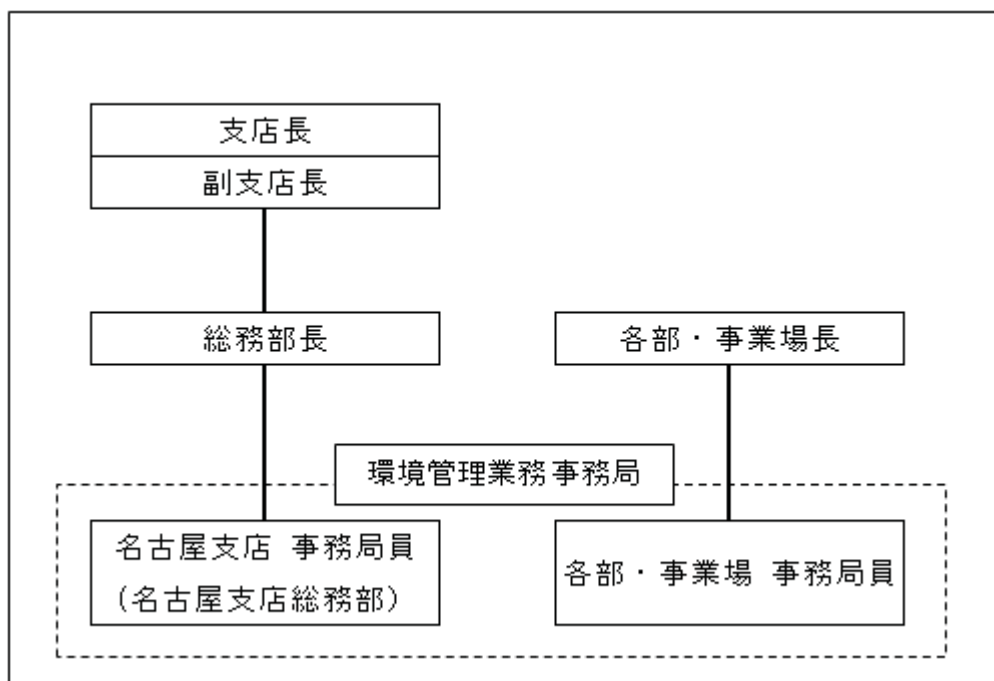 支店長
副支店長
総務部長
各部・事業場長
環境管理業務事務局
名古屋支店 事務局員
(名古屋支店総務部)
各部・事業場 事務局員